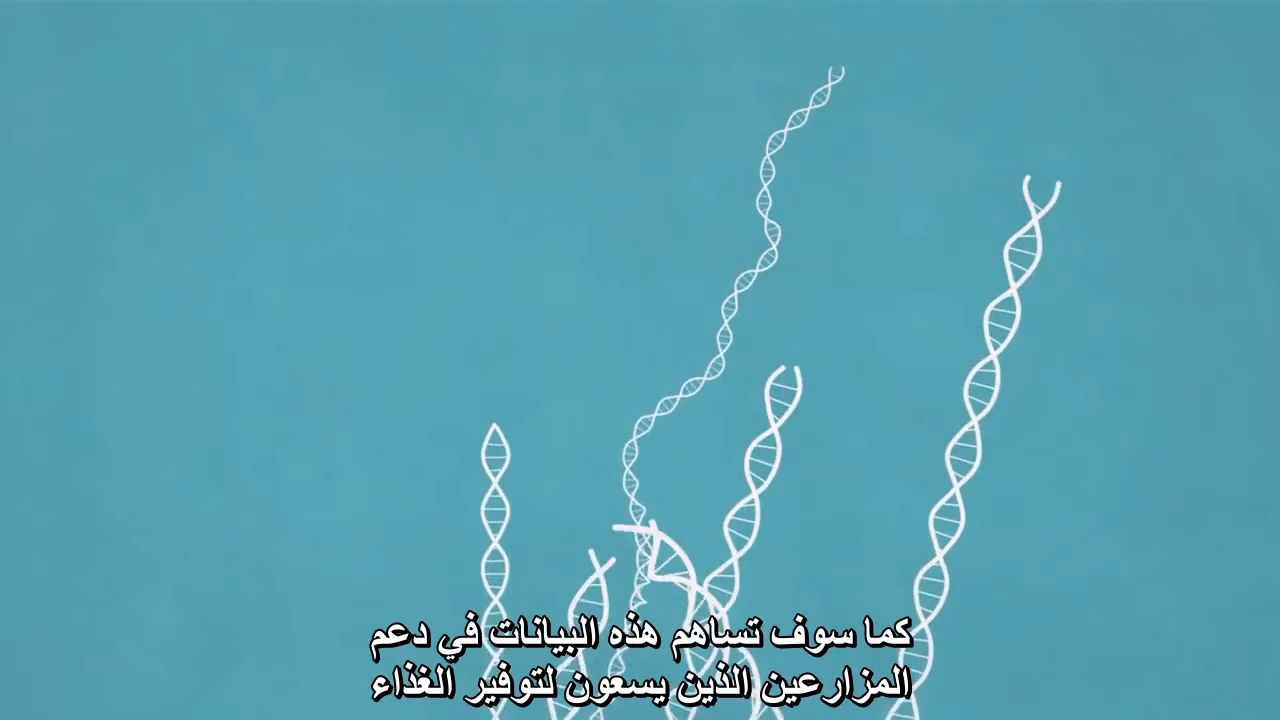 كما سوف تساهم هذه البيانات في دعم
المزارعين الذين يسعون لتوفير الغذاء